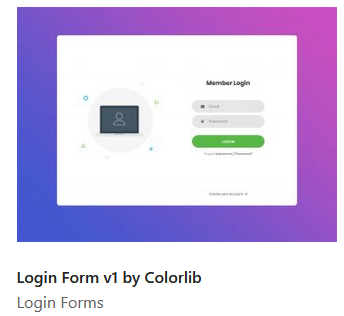 Member Login
Email
Password
LOGIN
Forgot Username / Password?
Create your Account →
Login Form v1 by Colorlib
Login Forms